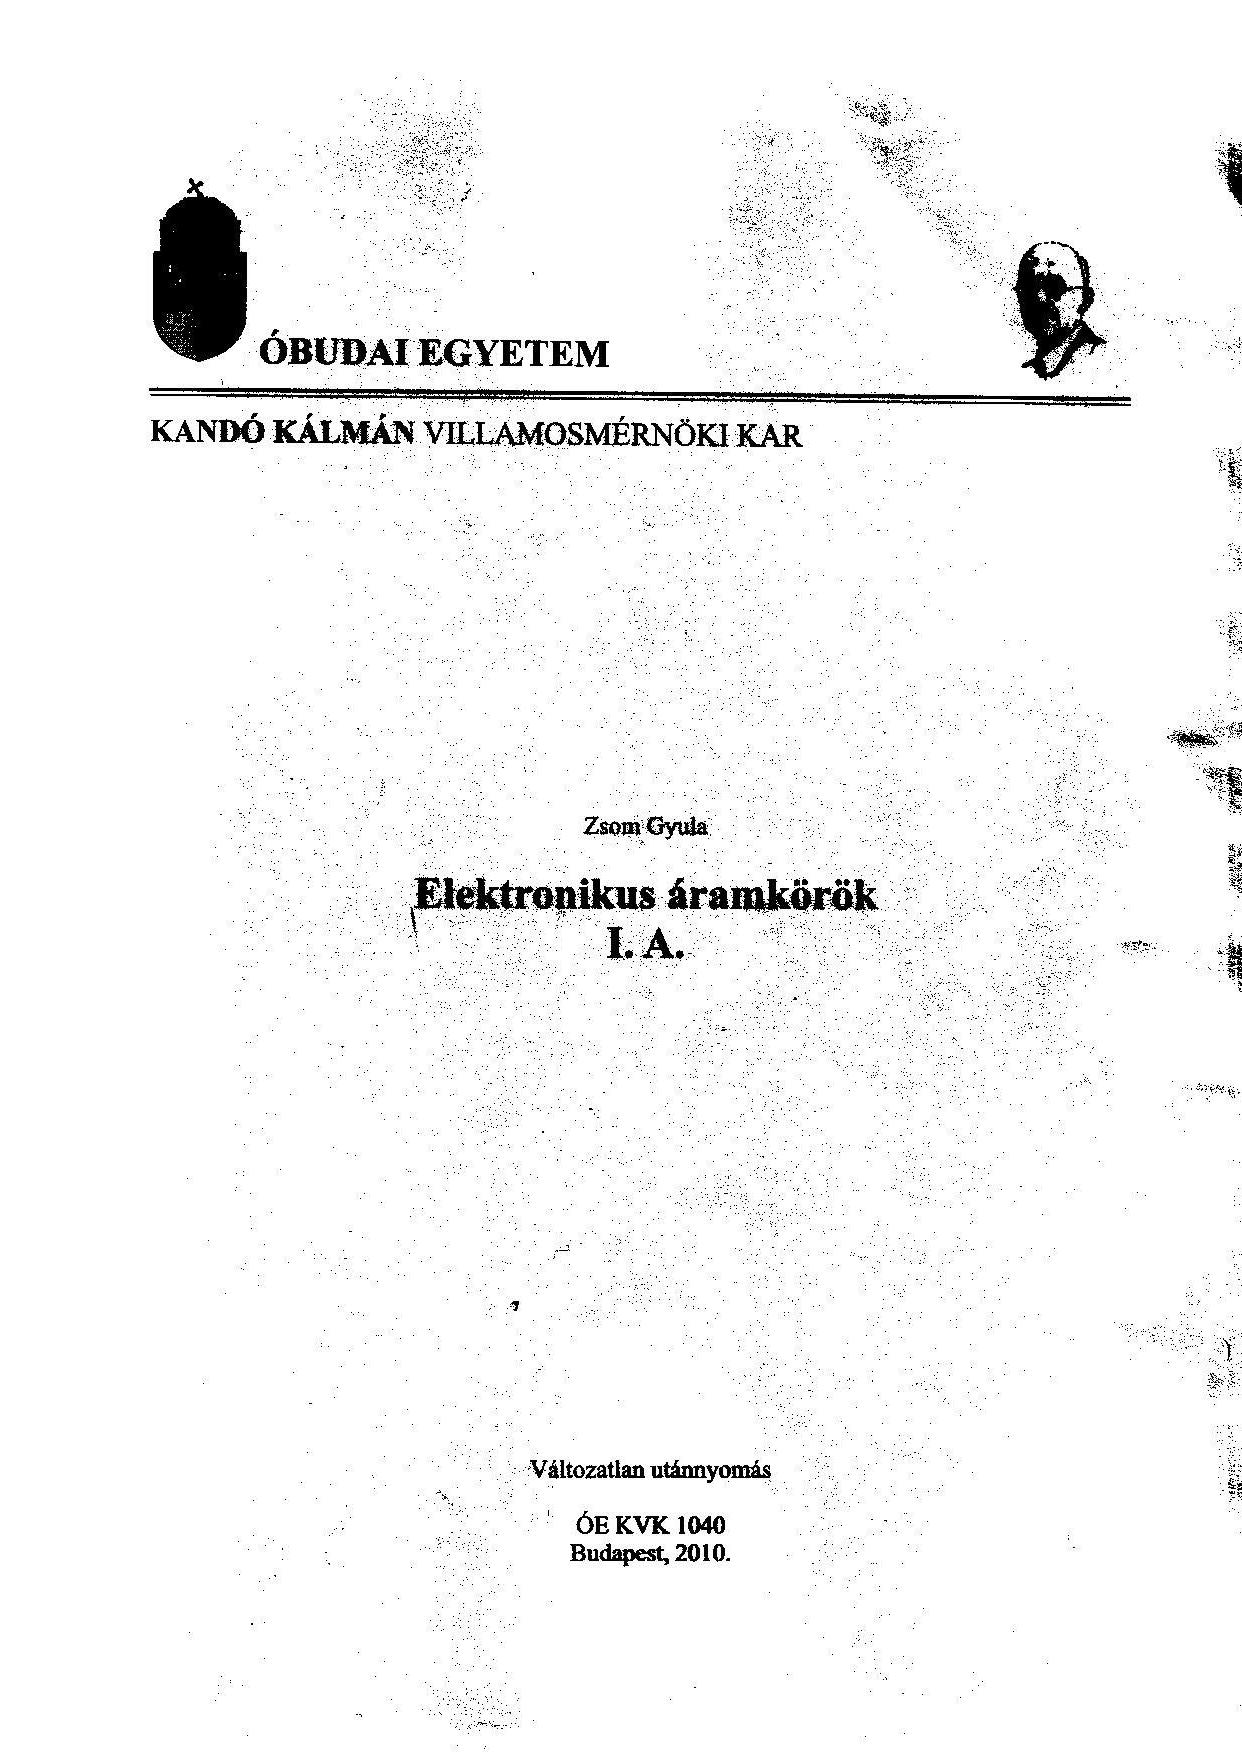 ÓBUDAI EGYETEM
KANDÓ KÁLMÁN VILLAMOSMÉRNÖKI KAR
Zsom Gyula
Elektronikus áramkörök
I. A.
Változatlan utánnyomás
ÓE KVK 1040
Budapest, 2010.